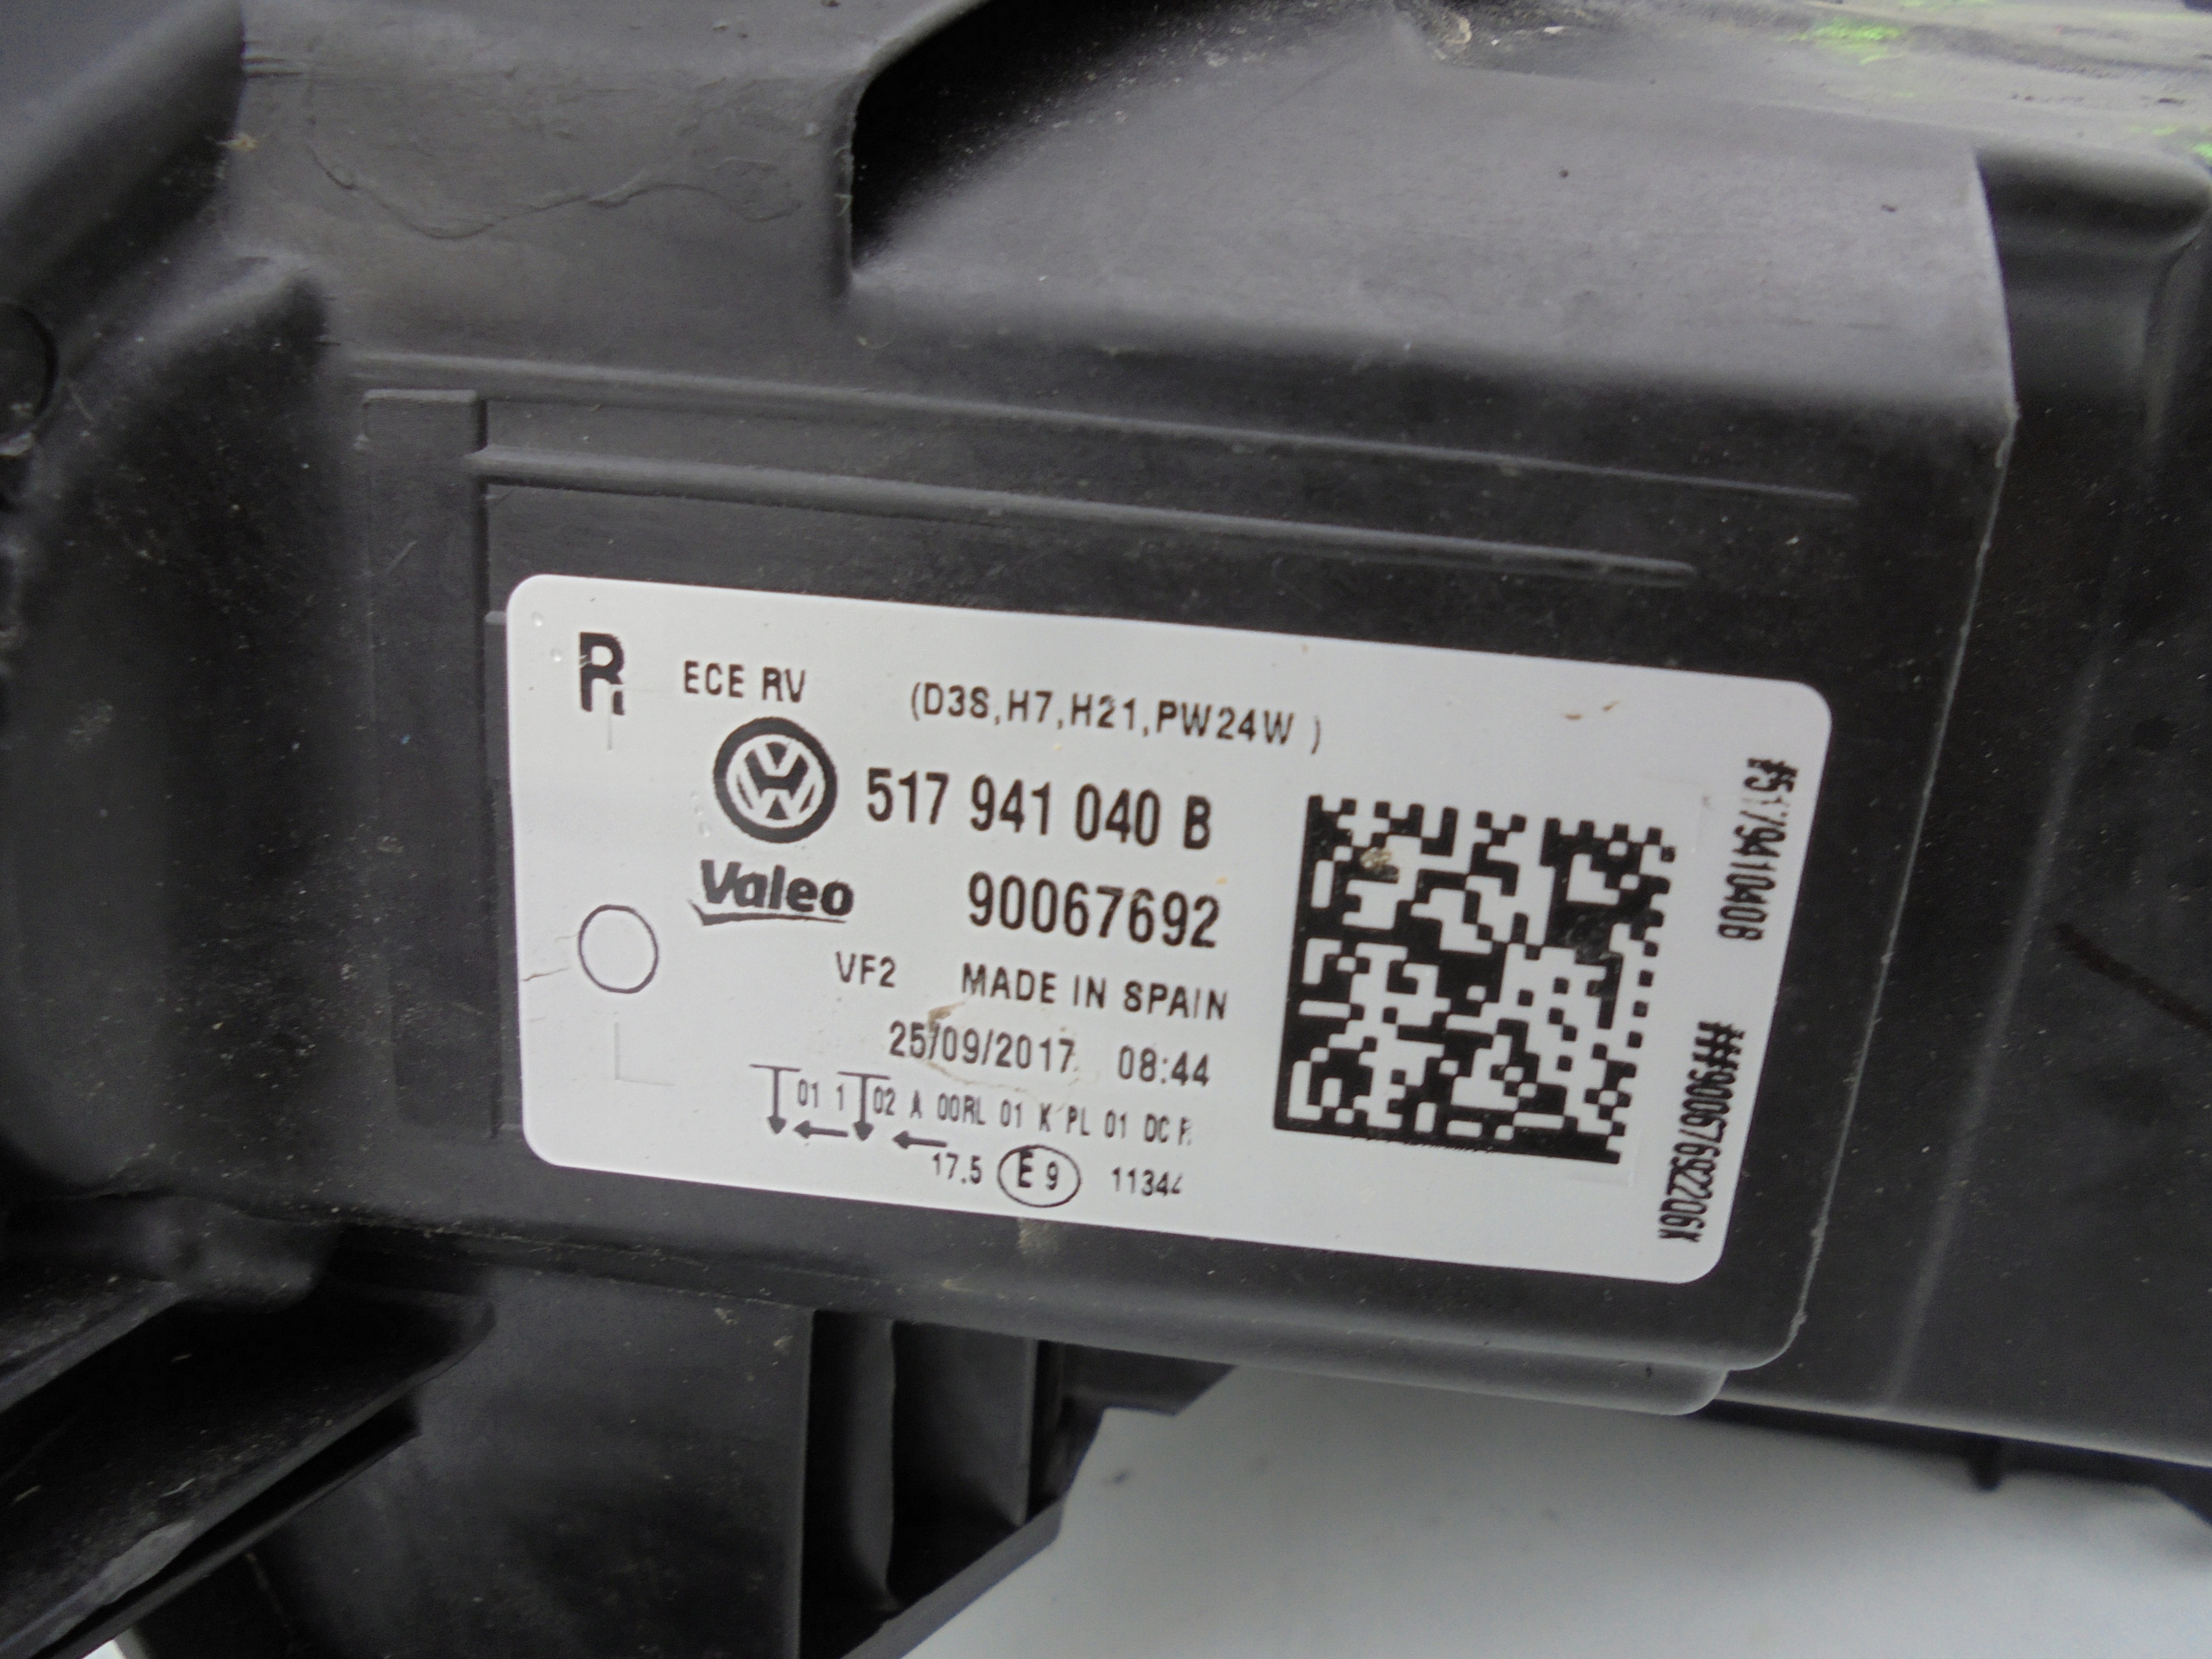 R ECE RV (D3S,H7,H21,PW24W )
517 941 040 B
Valeo 90067692
VF2 MADE IN SPAIN
25/09/2017 08:44
01 1 02 A 00RL 01 K PL 01 DC
17.5 E 9
#517941040B